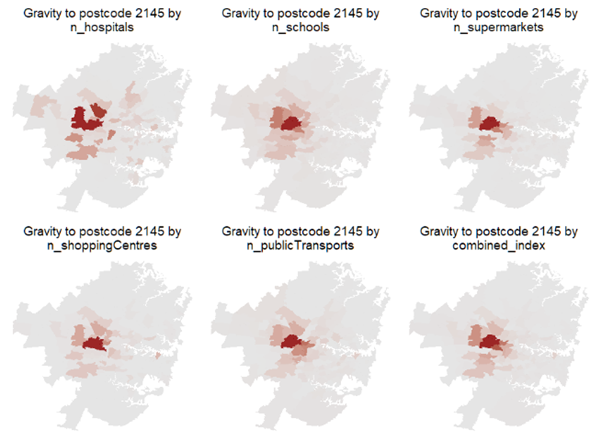 Gravity to postcode 2145 by
n_hospitals
Gravity to postcode 2145 by
n_schools
Gravity to postcode 2145 by
n_supermarkets
Gravity to postcode 2145 by
n_shoppingCentres
Gravity to postcode 2145 by
n_publicTransports
Gravity to postcode 2145 by
combined_index